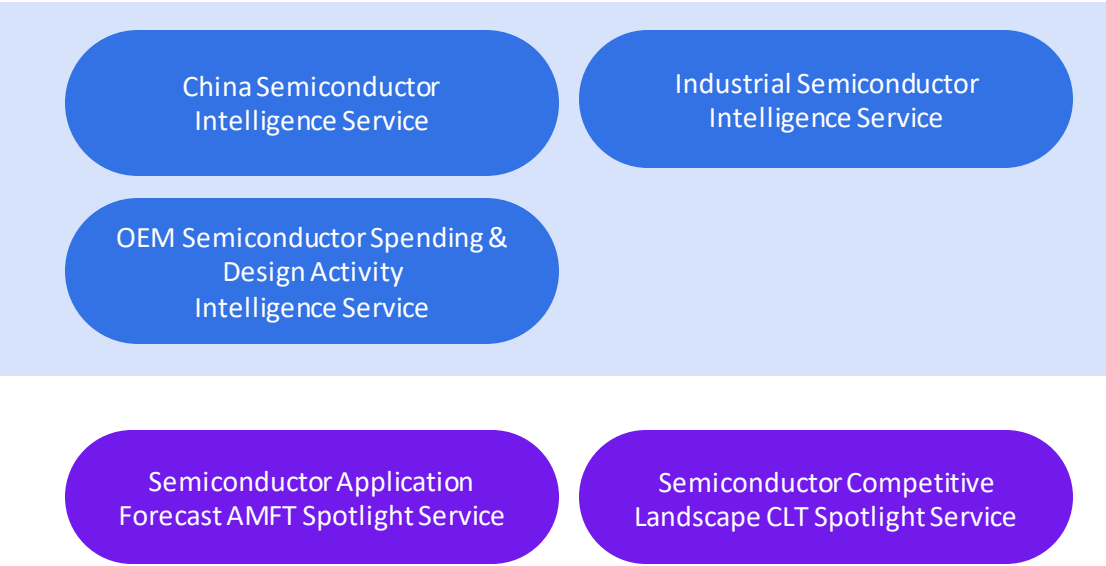 China Semiconductor
Intelligence Service
Industrial Semiconductor
Intelligence Service
OEM Semiconductor Spending &
Design Activity
Intelligence Service
Semiconductor Application
Forecast AMFT Spotlight Service
Semiconductor Competitive
Landscape CLT Spotlight Service